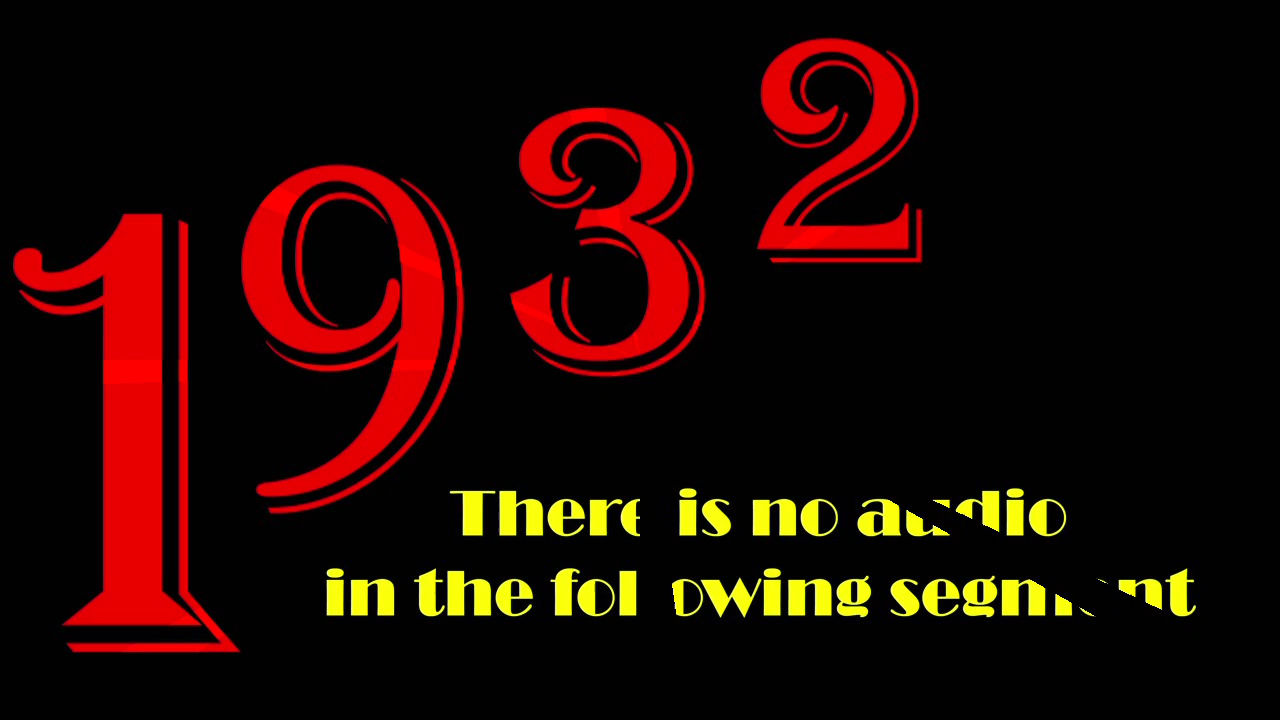 1932
There is no audio
in the following segment